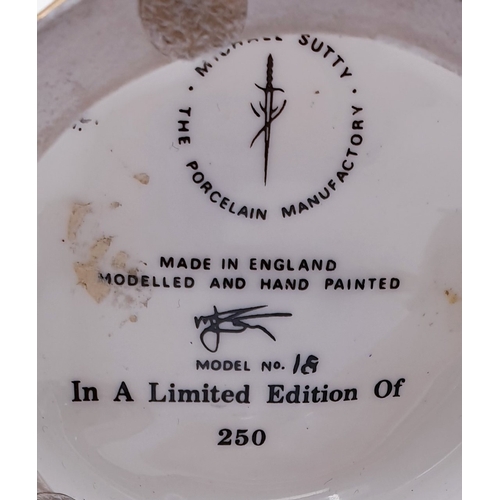 MICHAEL SUTTY
· THE PORCELAIN MANUFACTORY ·
MADE IN ENGLAND
MODELLED AND HAND PAINTED
MODEL No. 18
In A Limited Edition Of
250